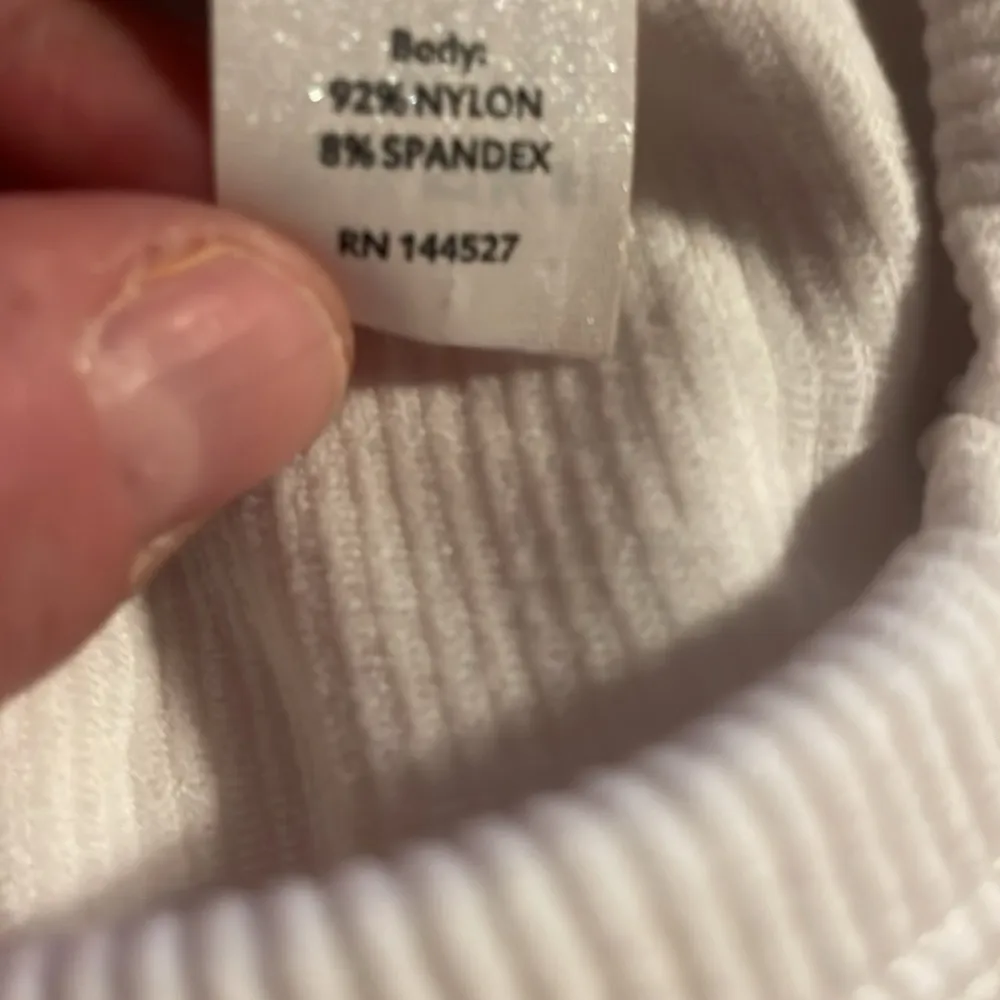 Body:
92% NYLON
8% SPANDEX
RN 144527